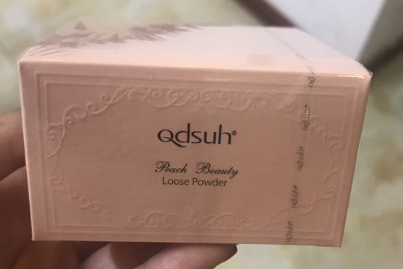 Qdsuh®
Peach Beauty
Loose Powder